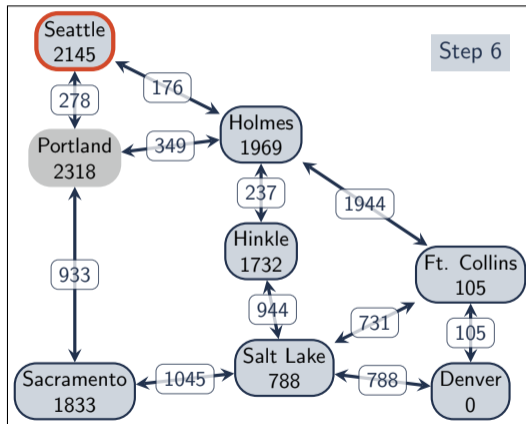 Seattle
2145
Step 6
278
176
Holmes
1969
Portland
2318
349
237
1944
Hinkle
1732
933
Ft. Collins
105
944
731
105
Salt Lake
788
Sacramento
1833
1045
788
Denver
0